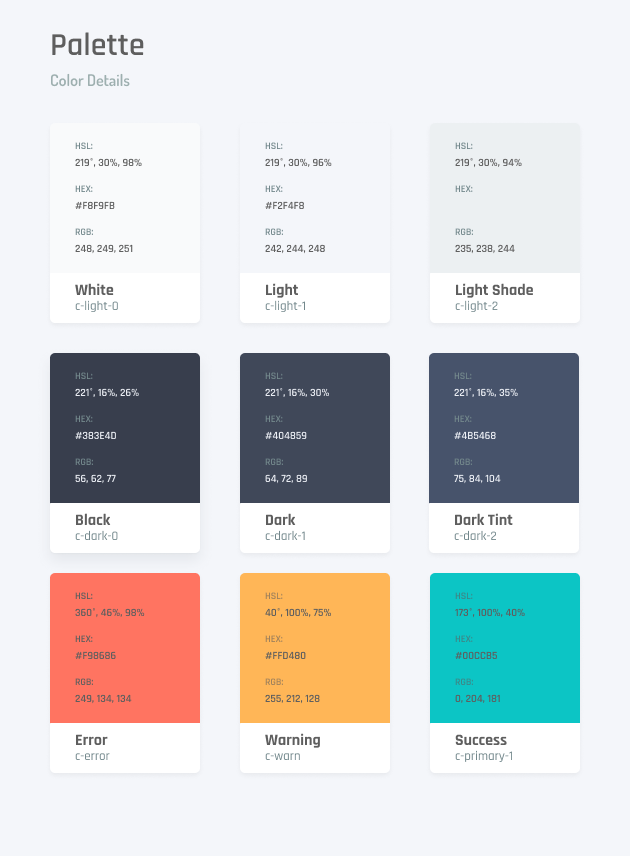 Palette
Color Details
HSL:
219°, 30%, 98%
HEX:
#F8F9FB
RGB:
248, 249, 251
White
c-light-0
HSL:
219°, 30%, 96%
HEX:
#F2F4F8
RGB:
242, 244, 248
Light
c-light-1
HSL:
219°, 30%, 94%
HEX:
RGB:
235, 238, 244
Light Shade
c-light-2
HSL:
221°, 16%, 26%
HEX:
#383E4D
RGB:
56, 62, 77
Black
c-dark-0
HSL:
221°, 16%, 30%
HEX:
#404859
RGB:
64, 72, 89
Dark
c-dark-1
HSL:
221°, 16%, 35%
HEX:
#4B5468
RGB:
75, 84, 104
Dark Tint
c-dark-2
HSL:
360°, 46%, 98%
HEX:
#F98686
RGB:
249, 134, 134
Error
c-error
HSL:
40°, 100%, 75%
HEX:
#FFD480
RGB:
255, 212, 128
Warning
c-warn
HSL:
173°, 100%, 40%
HEX:
#00CCB5
RGB:
0, 204, 181
Success
c-primary-1